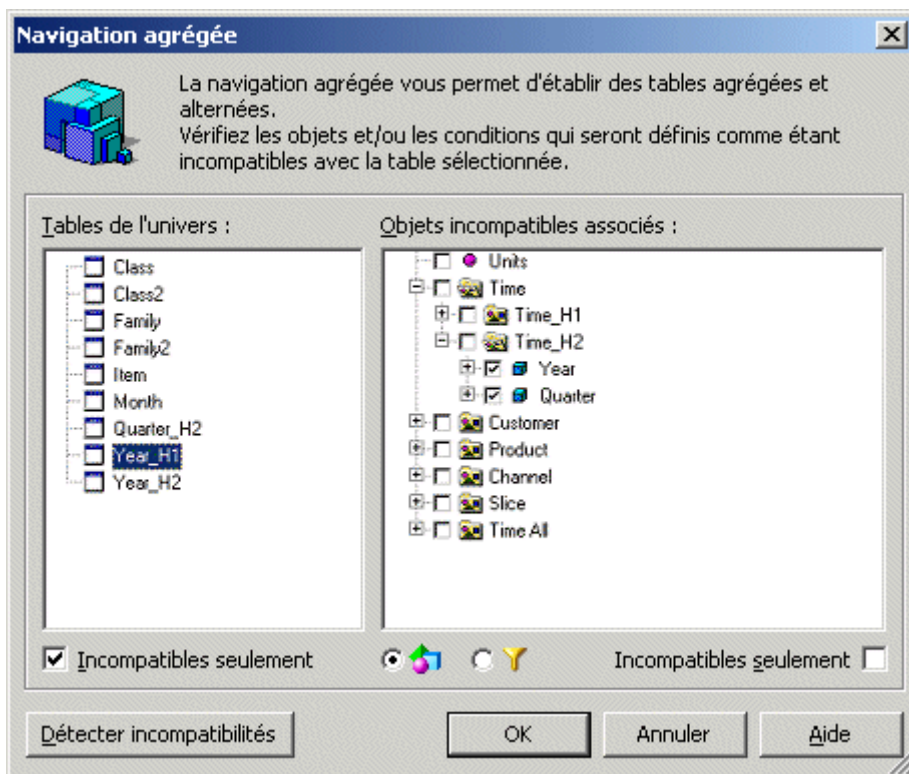 Navigation agrégée
La navigation agrégée vous permet d'établir des tables agrégées et
alternées.
Vérifiez les objets et/ou les conditions qui seront définis comme étant
incompatibles avec la table sélectionnée.
Tables de l'univers :
Class
Class2
Family
Family2
Item
Month
Quarter_H2
Year_H1
Year_H2
Objets incompatibles associés :
Units
Time
Time_H1
Time_H2
Year
Quarter
Customer
Product
Channel
Slice
Time All
Incompatibles seulement
Incompatibles seulement
Détecter incompatibilités
OK
Annuler
Aide